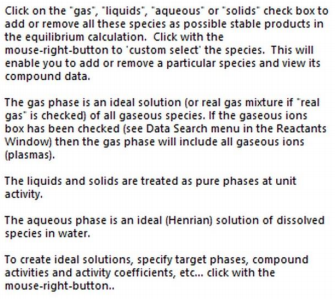 Click on the "gas", "liquids", "aqueous" or "solids" check box to
add or remove all these species as possible stable products in
the equilibrium calculation.  Click with the
mouse-right-button to 'custom select' the species.  This will
enable you to add or remove a particular species and view its
compound data.

The gas phase is an ideal solution (or real gas mixture if "real
gas" is checked) of all gaseous species. If the gaseous ions
box has been checked (see Data Search menu in the Reactants
Window) then the gas phase will include all gaseous ions
(plasmas).

The liquids and solids are treated as pure phases at unit
activity.

The aqueous phase is an ideal (Henrian) solution of dissolved
species in water.

To create ideal solutions, specify target phases, compound
activities and activity coefficients, etc... click with the
mouse-right-button..